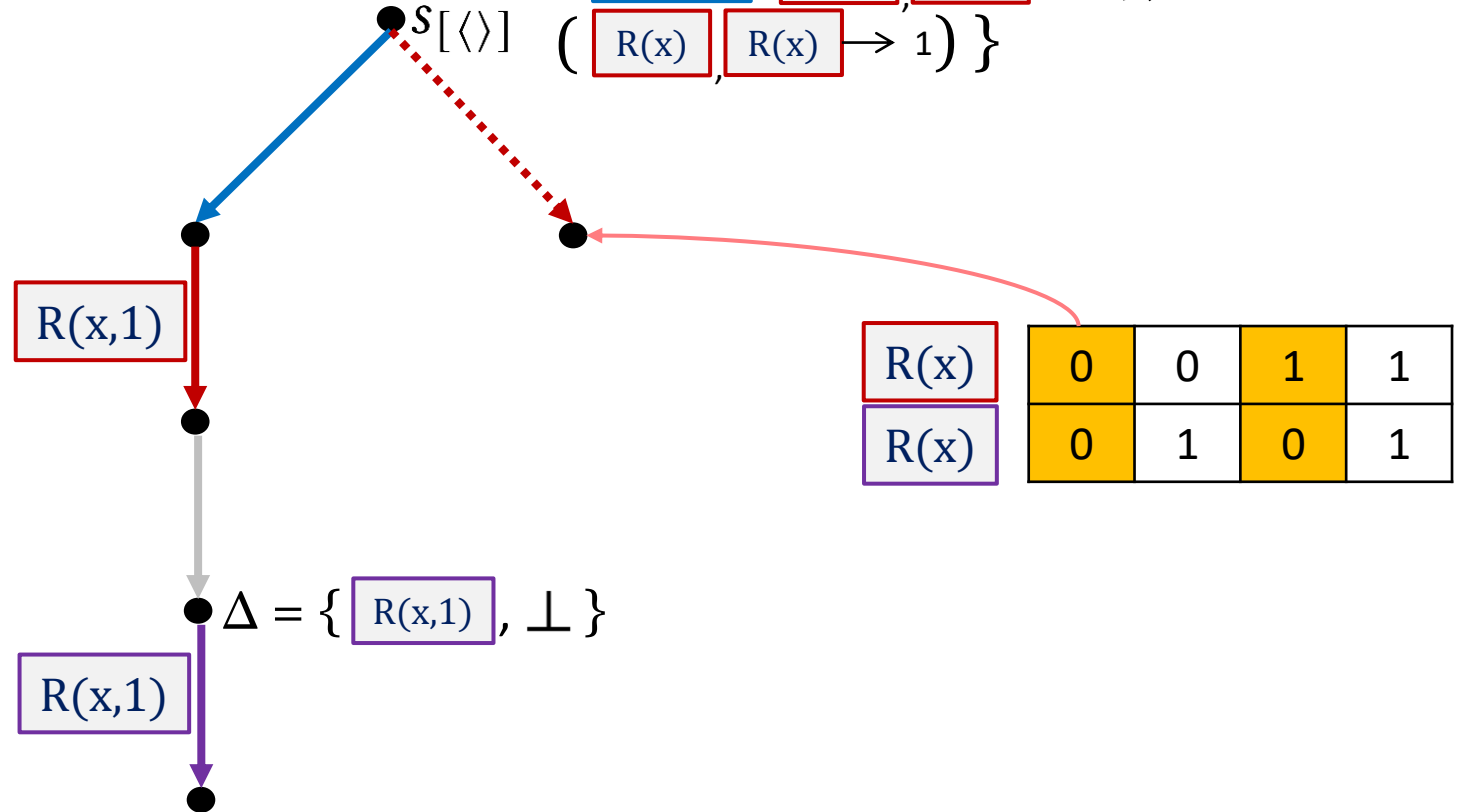 s[⟨⟩] ( R(x) , R(x) → 1 ) }
R(x,1)
R(x) 0 0 1 1
R(x) 0 1 0 1
Δ = { R(x,1) , ⊥ }
R(x,1)